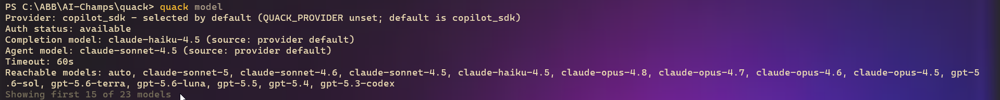 PS C:\ABB\AI-Champs\quack> quack model
Provider: copilot_sdk — selected by default (QUACK_PROVIDER unset; default is copilot_sdk)
Auth status: available
Completion model: claude-haiku-4.5 (source: provider default)
Agent model: claude-sonnet-4.5 (source: provider default)
Timeout: 60s
Reachable models: auto, claude-sonnet-5, claude-sonnet-4.6, claude-sonnet-4.5, claude-haiku-4.5, claude-opus-4.8, claude-opus-4.7, claude-opus-4.6, claude-opus-4.5, gpt-5
.6-sol, gpt-5.6-terra, gpt-5.6-luna, gpt-5.5, gpt-5.4, gpt-5.3-codex
Showing first 15 of 23 models